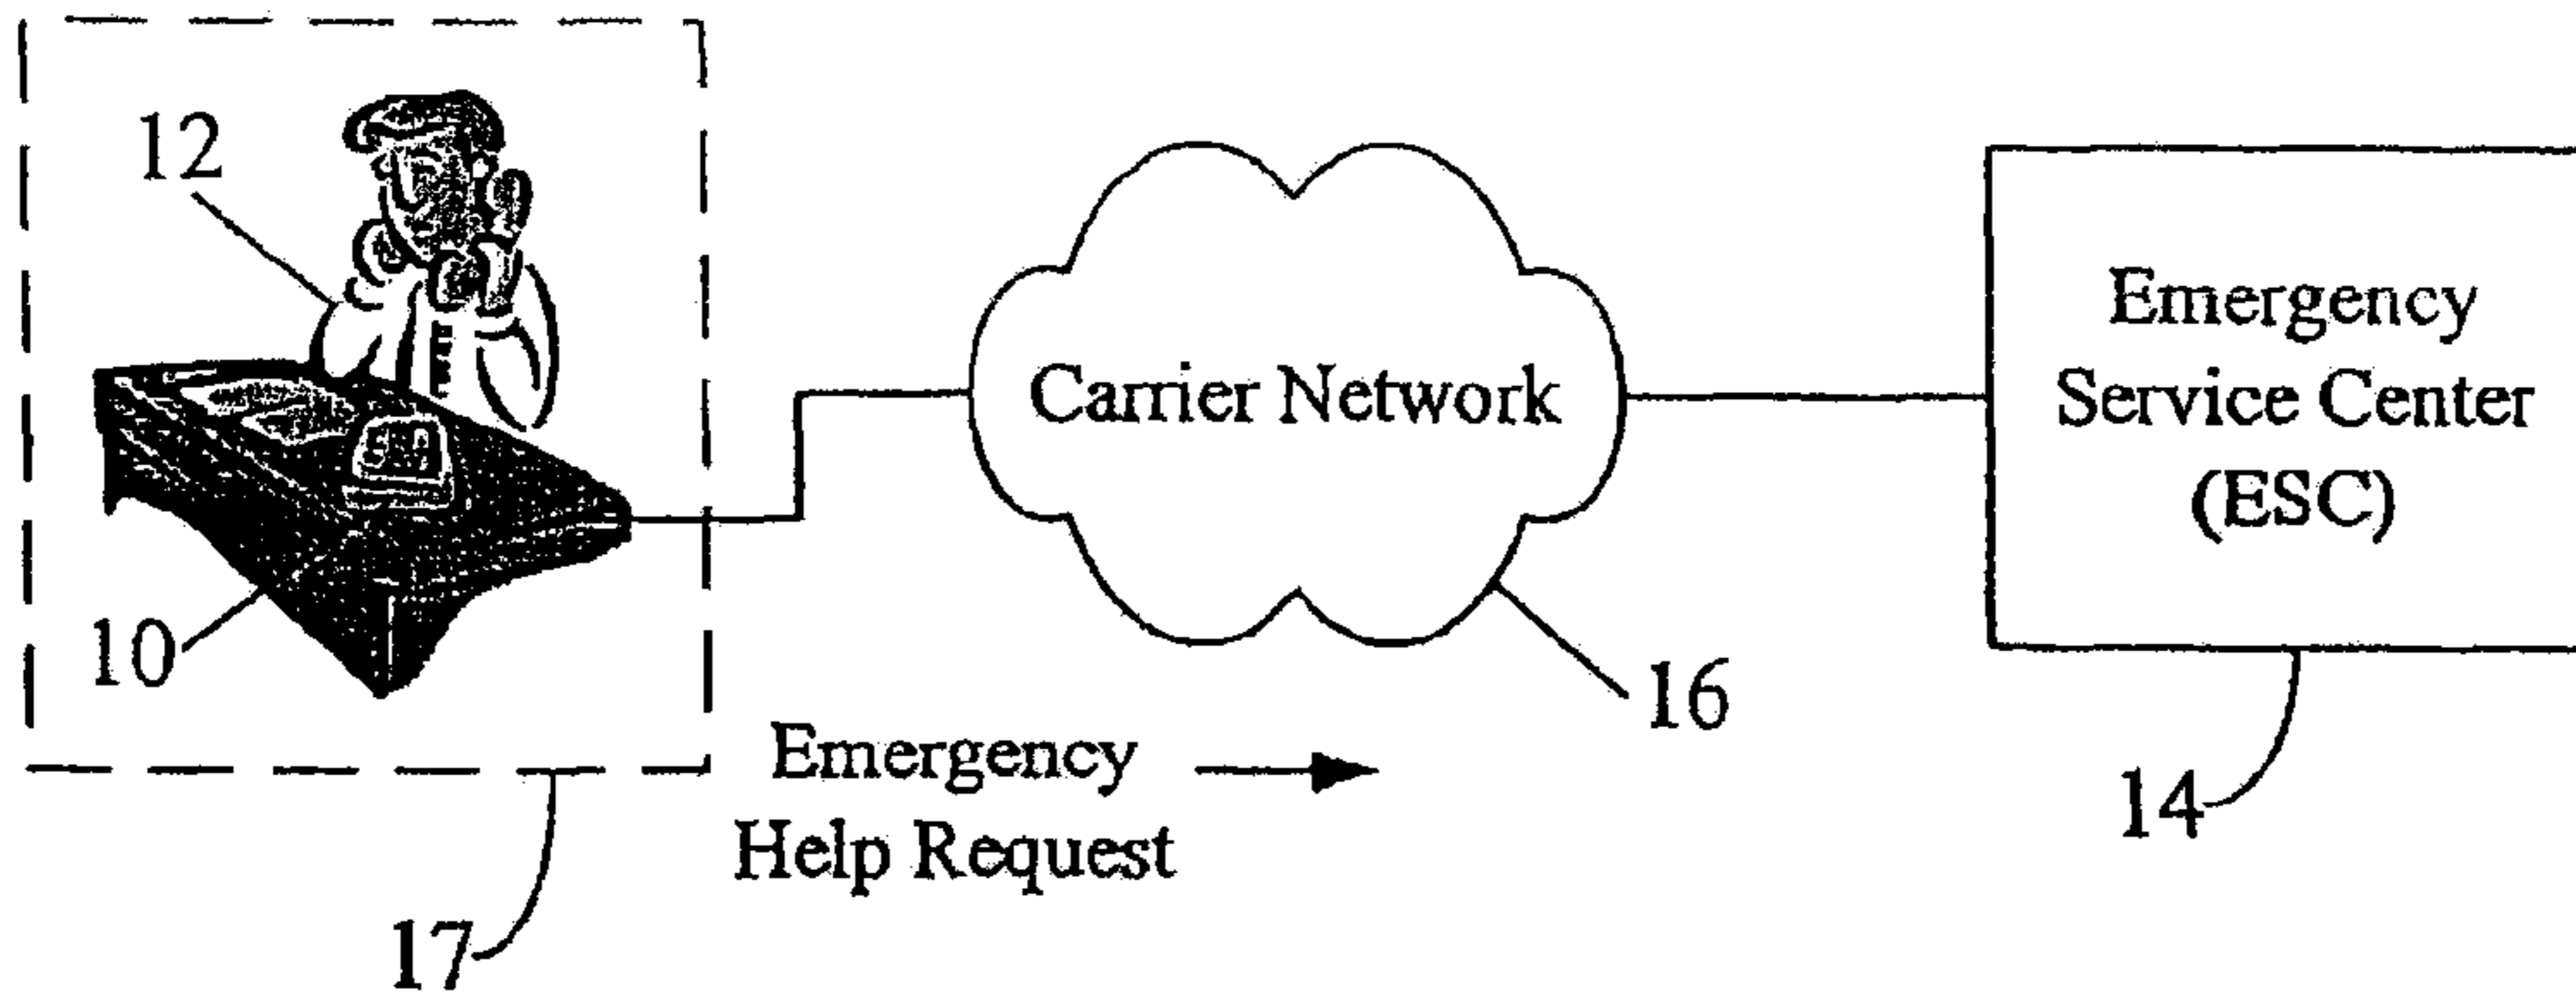 12
10
17
Emergency
Help Request
Carrier Network
16
Emergency
Service Center
(ESC)
14